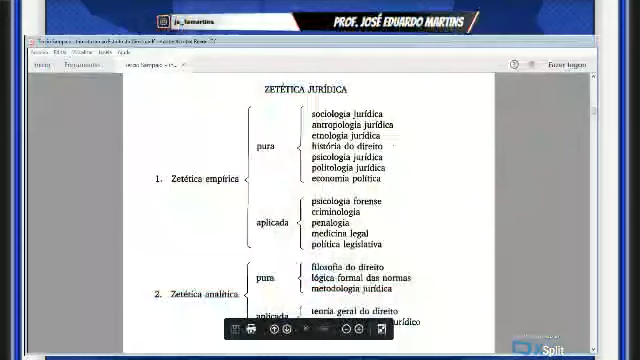 ju_lamartins
PROF. JOSÉ EDUARDO MARTINS
Fazer logon
ZETÉTICA JURÍDICA
1. Zetética empírica
pura
sociologia jurídica
antropologia jurídica
etnologia jurídica
história do direito
psicologia jurídica
politologia jurídica
economia política
aplicada
psicologia forense
criminologia
penalogia
medicina legal
política legislativa
2. Zetética analítica
pura
filosofia do direito
lógica formal das normas
metodologia jurídica
aplicada
teoria geral do direito
jurídico
Split